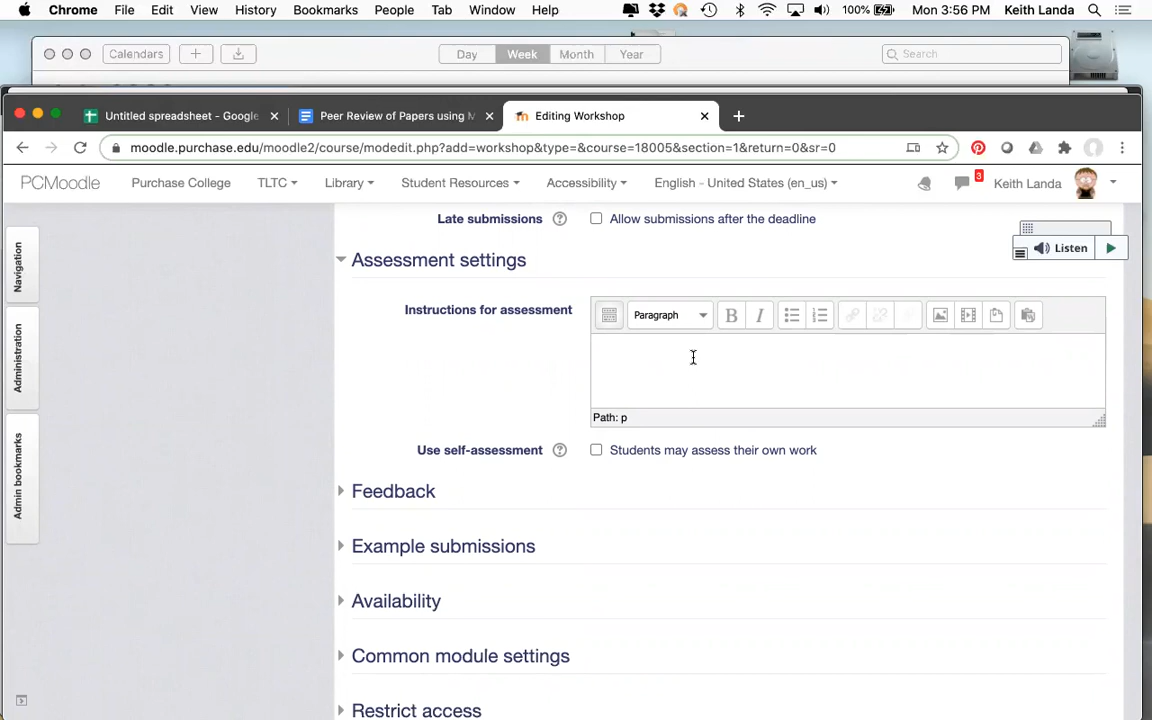 Chrome File Edit View History Bookmarks People Tab Window Help 100% Mon 3:56 PM Keith Landa
Calendars + Day Week Month Year Search
Untitled spreadsheet - Google Peer Review of Papers using M Editing Workshop
moodle.purchase.edu/moodle2/course/modedit.php?add=workshop&type=&course=18005&section=1&return=0&sr=0
PCMoodle Purchase College TLTC Library Student Resources Accessibility English - United States (en_us) 3 Keith Landa
Late submissions ? Allow submissions after the deadline
Listen
Navigation
Assessment settings
Instructions for assessment Paragraph B I
Administration
Path: p
Use self-assessment ? Students may assess their own work
Admin bookmarks
Feedback
Example submissions
Availability
Common module settings
Restrict access